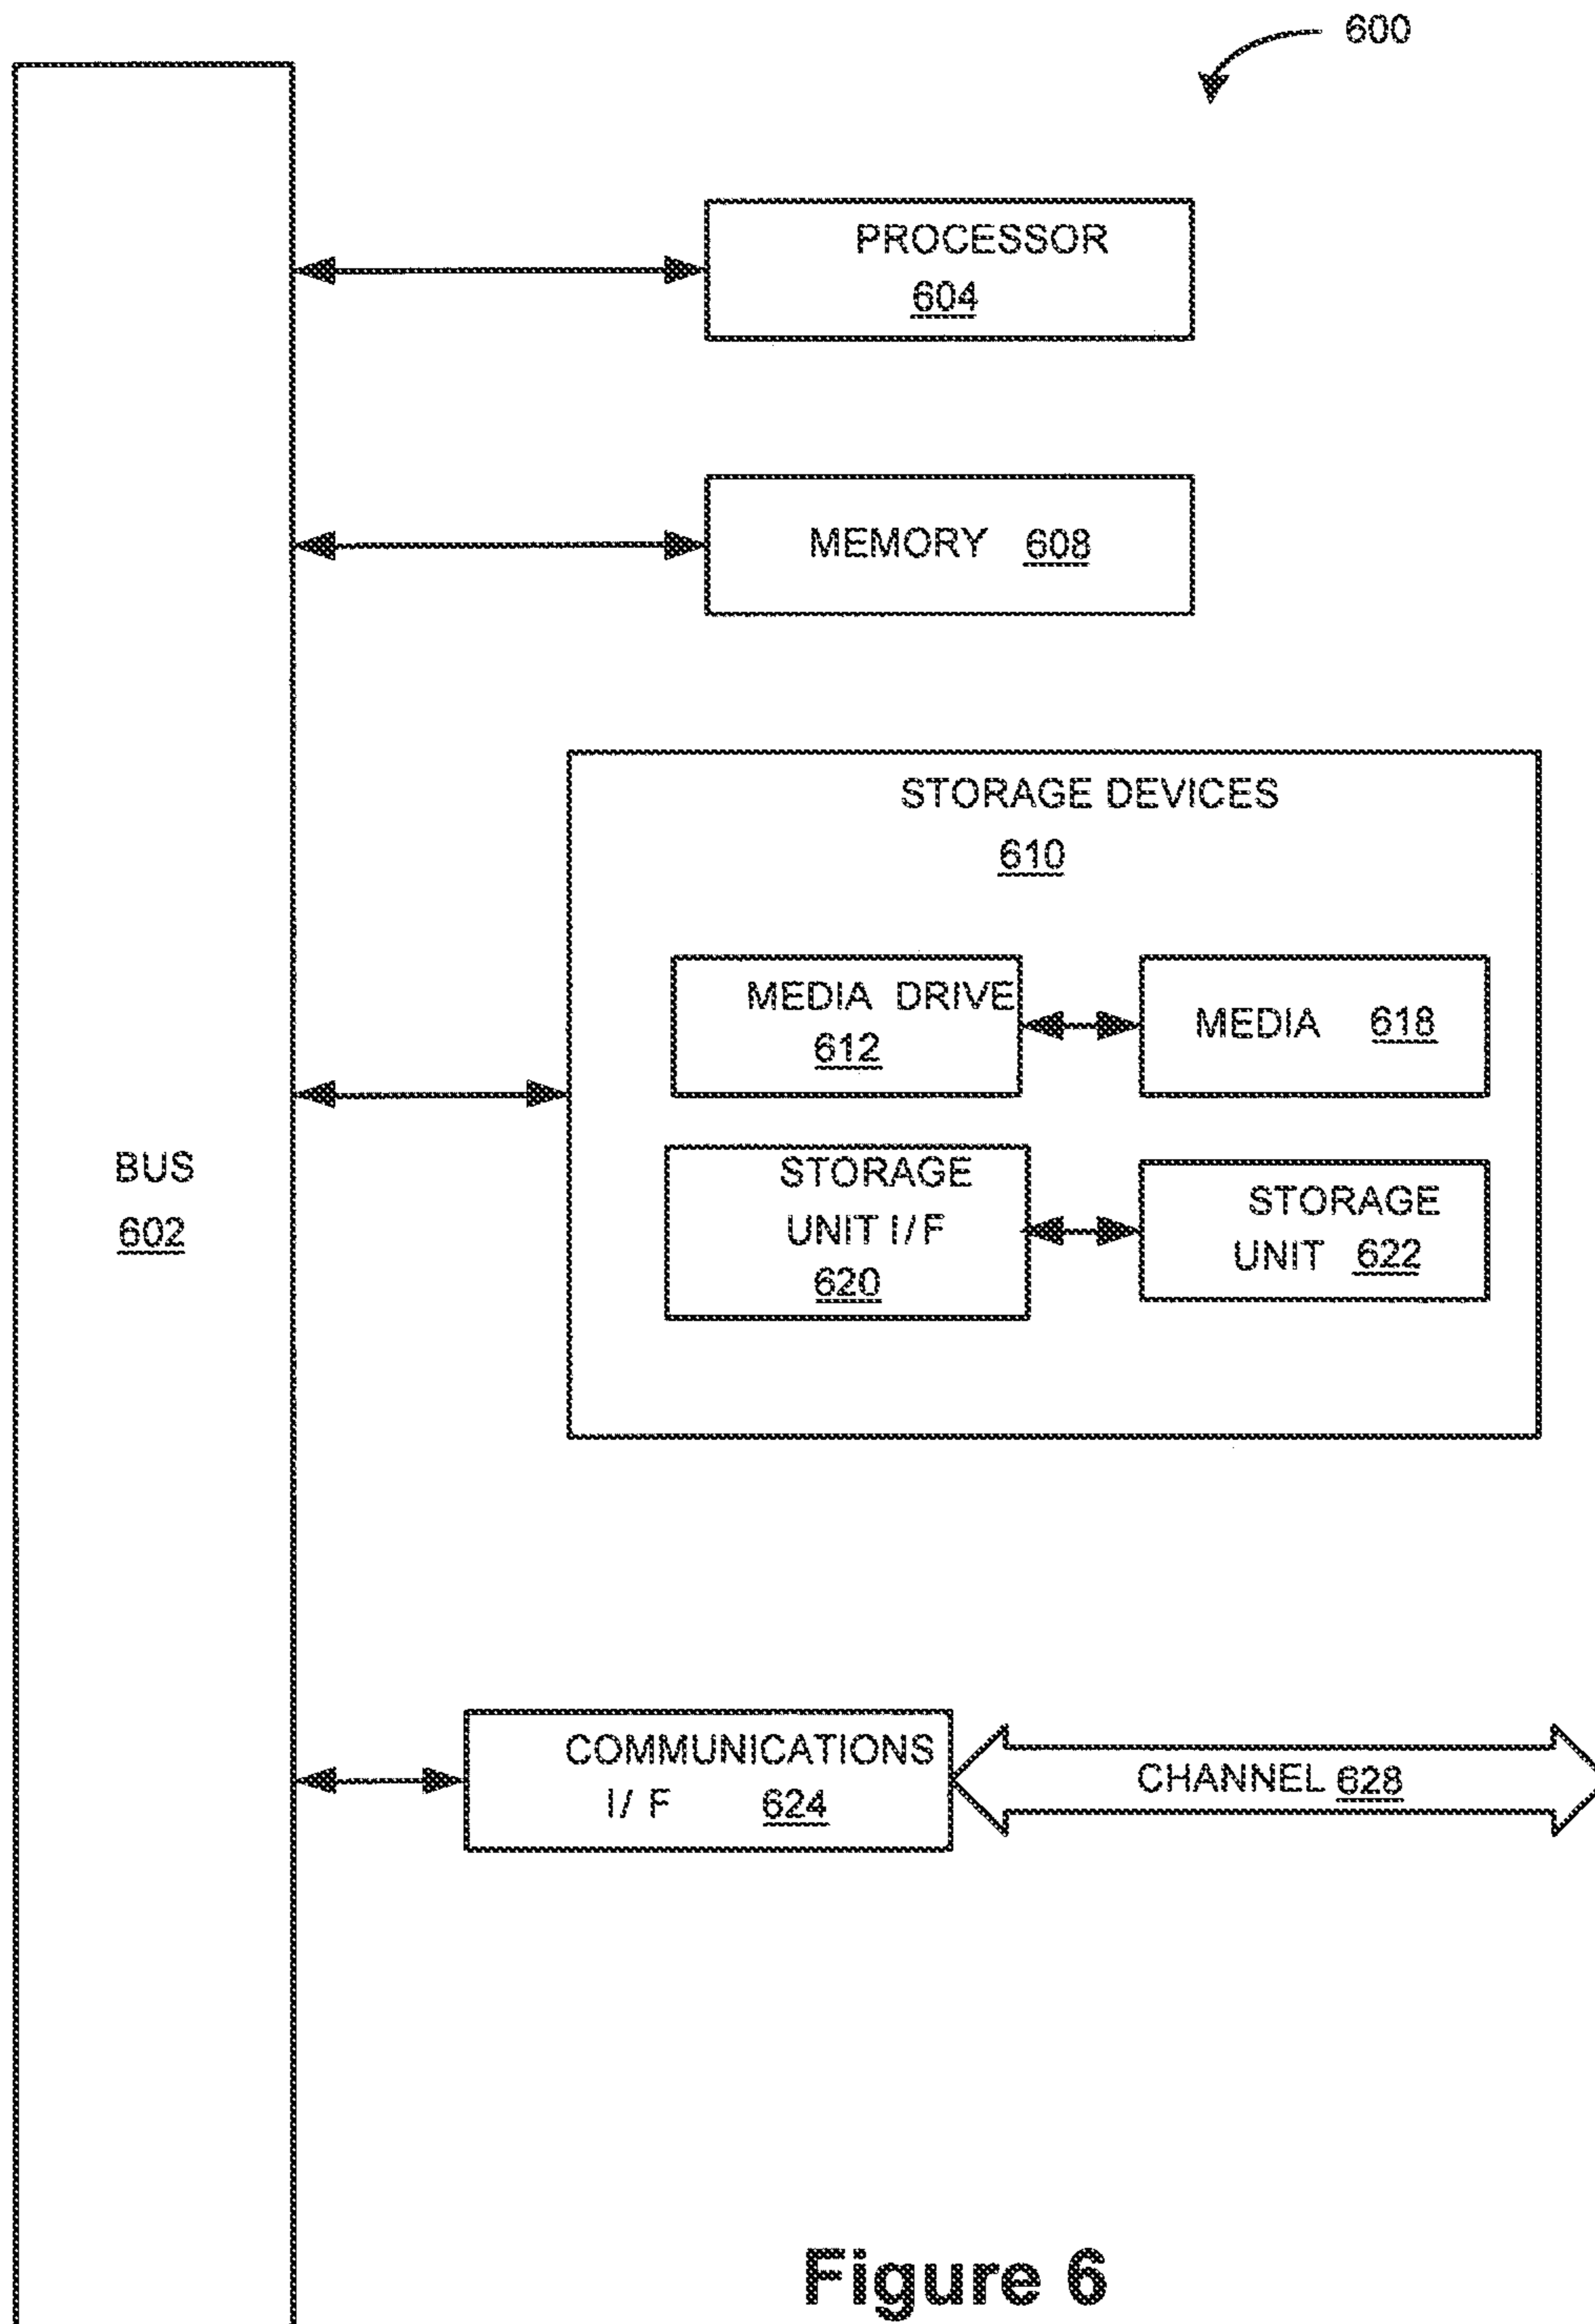 600
PROCESSOR
604
MEMORY 608
STORAGE DEVICES
610
MEDIA DRIVE
612
MEDIA 618
BUS
602
STORAGE
UNIT I/F
620
STORAGE
UNIT 622
COMMUNICATIONS
I/F 624
CHANNEL 628
Figure 6